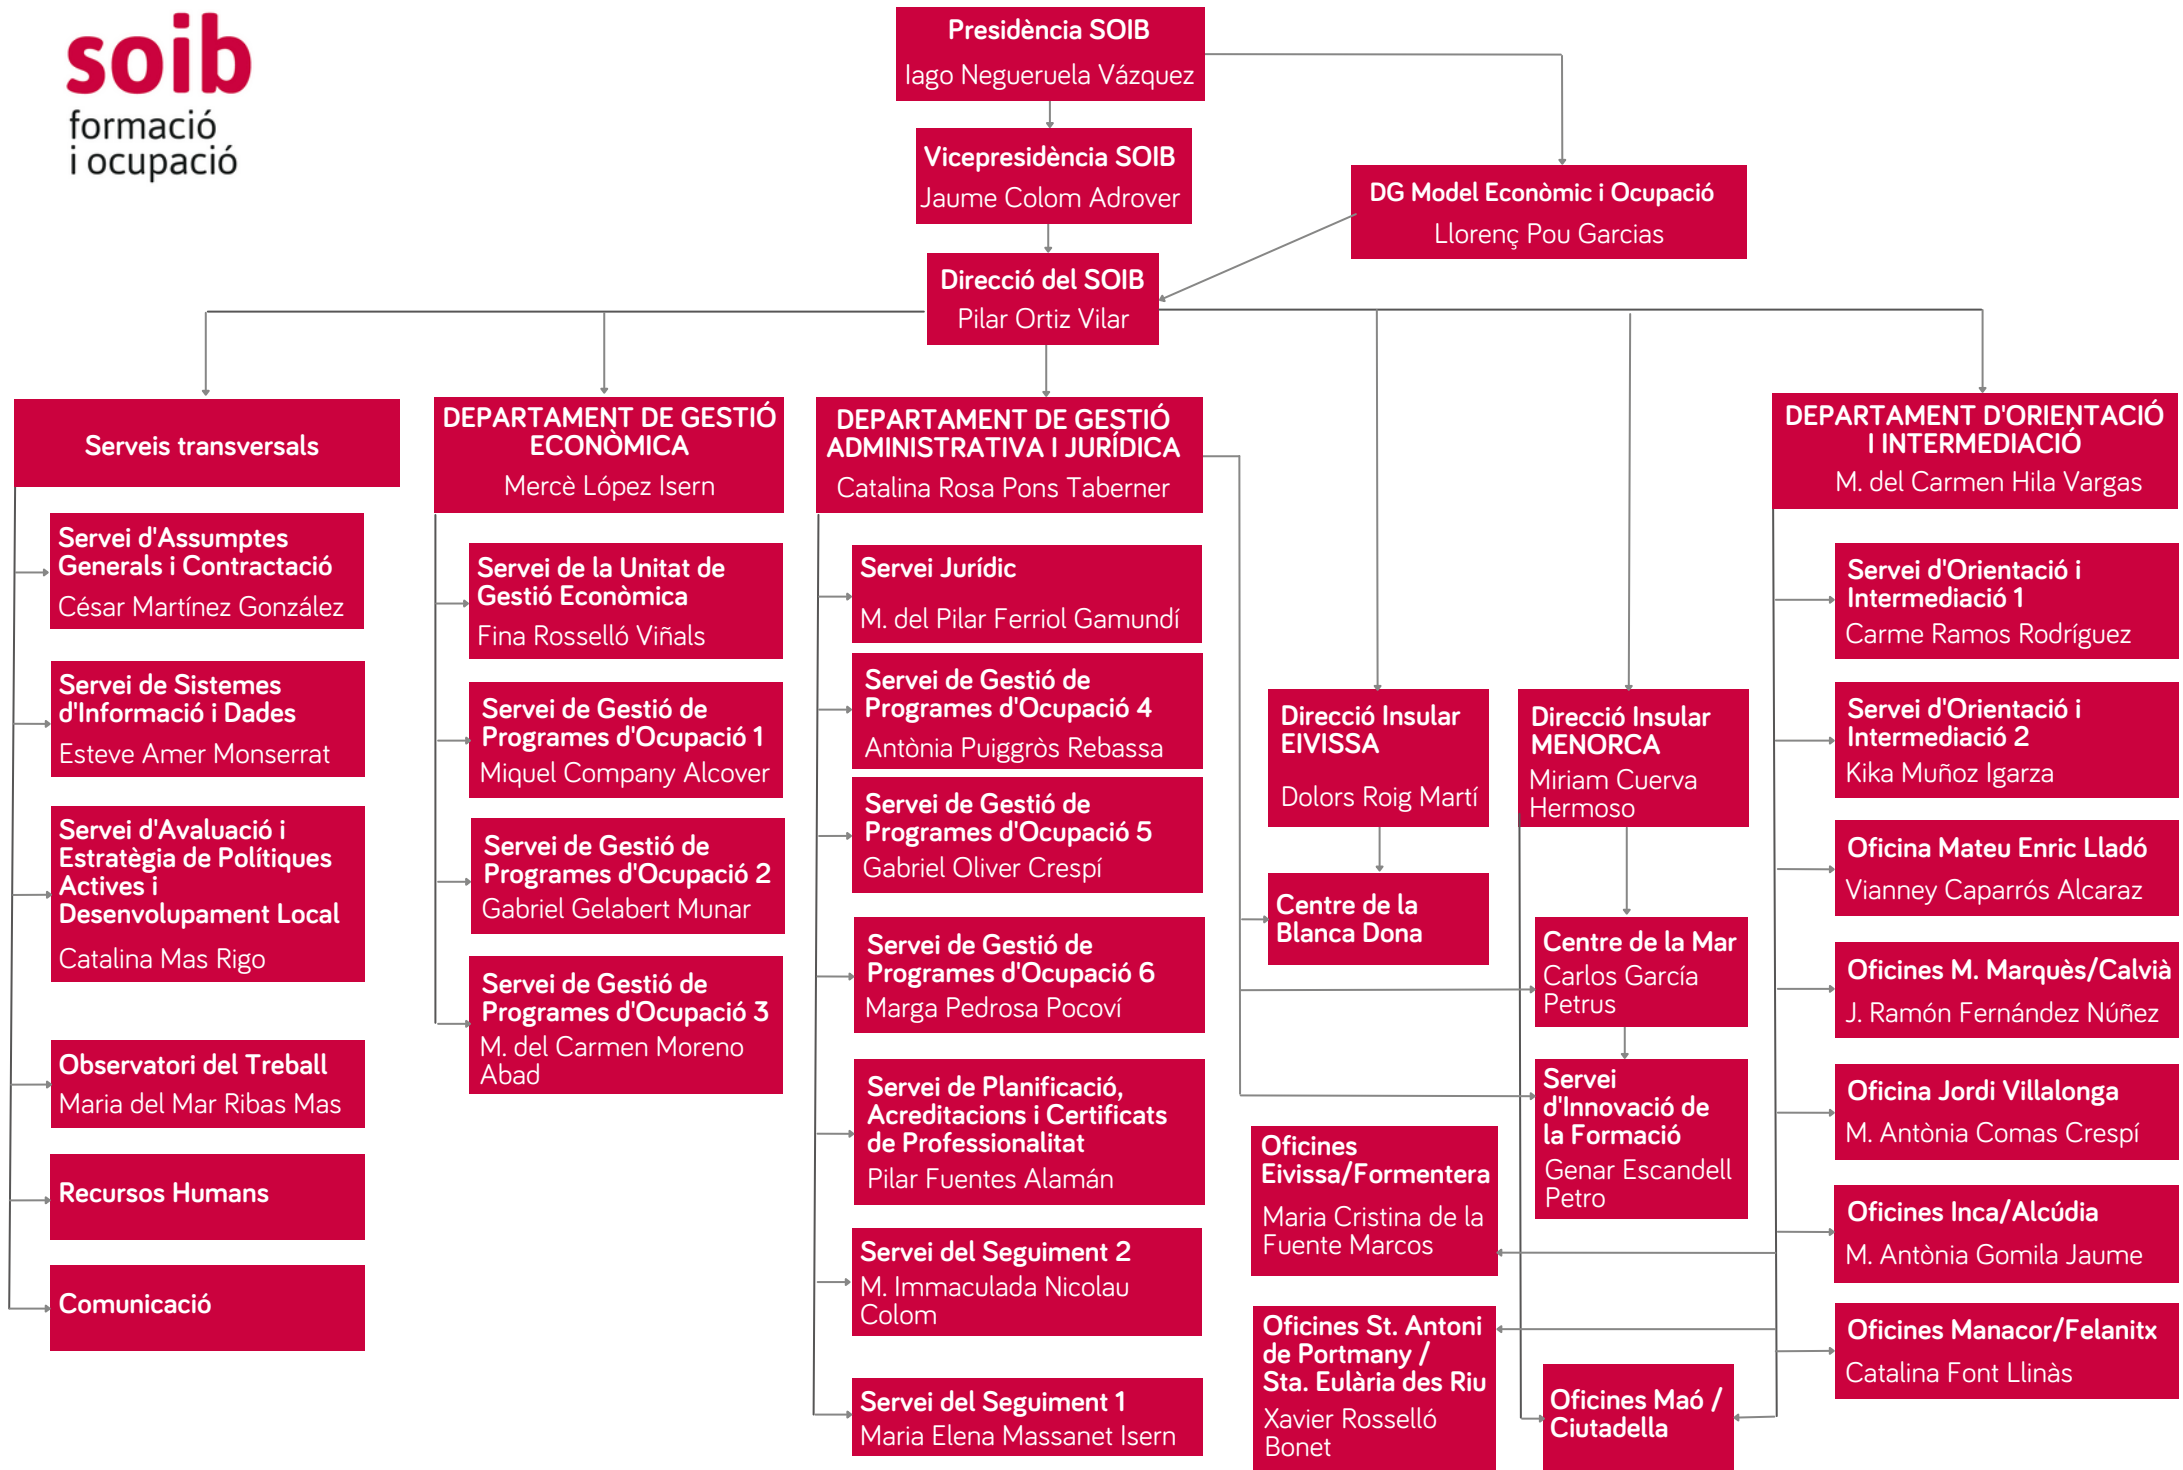 soib
formació
i ocupació
Presidència SOIB
Iago Negueruela Vázquez
Vicepresidència SOIB
Jaume Colom Adrover
DG Model Econòmic i Ocupació
Llorenç Pou Garcias
Direcció del SOIB
Pilar Ortiz Vilar
Serveis transversals
Servei d'Assumptes
Generals i Contractació
César Martínez González
Servei de Sistemes
d'Informació i Dades
Esteve Amer Monserrat
Servei d'Avaluació i
Estratègia de Polítiques
Actives i
Desenvolupament Local
Catalina Mas Rigo
Observatori del Treball
Maria del Mar Ribas Mas
Recursos Humans
Comunicació
DEPARTAMENT DE GESTIÓ
ECONÒMICA
Mercè López Isern
Servei de la Unitat de
Gestió Econòmica
Fina Rosselló Viñals
Servei de Gestió de
Programes d'Ocupació 1
Miquel Company Alcover
Servei de Gestió de
Programes d'Ocupació 2
Gabriel Gelabert Munar
Servei de Gestió de
Programes d'Ocupació 3
M. del Carmen Moreno
Abad
DEPARTAMENT DE GESTIÓ
ADMINISTRATIVA I JURÍDICA
Catalina Rosa Pons Taberner
Servei Jurídic
M. del Pilar Ferriol Gamundí
Servei de Gestió de
Programes d'Ocupació 4
Antònia Puiggròs Rebassa
Servei de Gestió de
Programes d'Ocupació 5
Gabriel Oliver Crespí
Servei de Gestió de
Programes d'Ocupació 6
Marga Pedrosa Pocoví
Servei de Planificació,
Acreditacions i Certificats
de Professionalitat
Pilar Fuentes Alamán
Servei del Seguiment 2
M. Immaculada Nicolau
Colom
Servei del Seguiment 1
Maria Elena Massanet Isern
Direcció Insular
EIVISSA
Dolors Roig Martí
Centre de la
Blanca Dona
Direcció Insular
MENORCA
Miriam Cuerva
Hermoso
Centre de la Mar
Carlos García
Petrus
Servei
d'Innovació de
la Formació
Genar Escandell
Petro
Oficines
Eivissa/Formentera
Maria Cristina de la
Fuente Marcos
Oficines St. Antoni
de Portmany /
Sta. Eulària des Riu
Xavier Rosselló
Bonet
Oficines Maó /
Ciutadella
DEPARTAMENT D'ORIENTACIÓ
I INTERMEDIACIÓ
M. del Carmen Hila Vargas
Servei d'Orientació i
Intermediació 1
Carme Ramos Rodríguez
Servei d'Orientació i
Intermediació 2
Kika Muñoz Igarza
Oficina Mateu Enric Lladó
Vianney Caparrós Alcaraz
Oficines M. Marquès/Calvià
J. Ramón Fernández Núñez
Oficina Jordi Villalonga
M. Antònia Comas Crespí
Oficines Inca/Alcúdia
M. Antònia Gomila Jaume
Oficines Manacor/Felanitx
Catalina Font Llinàs